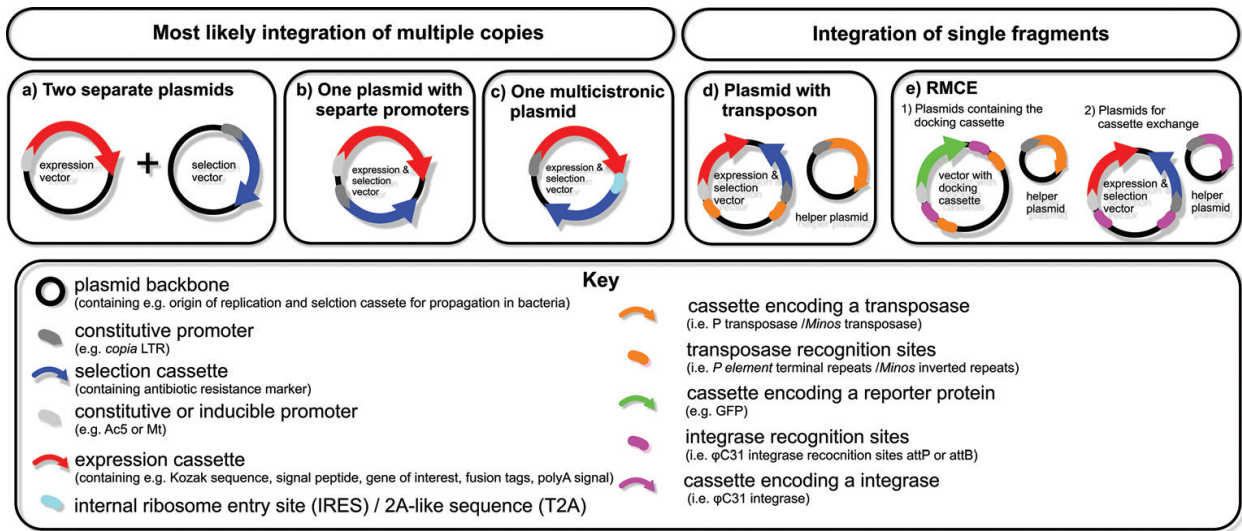 Most likely integration of multiple copies
Integration of single fragments
a) Two separate plasmids
expression
vector
+
selection
vector
b) One plasmid with
separte promoters
expression &
selection
vector
c) One multicistronic
plasmid
expression &
selection
vector
d) Plasmid with
transposon
expression &
selection
vector
helper plasmid
e) RMCE
1) Plasmids containing the
docking cassette
vector with
docking
cassette
helper
plasmid
2) Plasmids for
cassette exchange
expression &
selection
vector
helper
plasmid
Key
plasmid backbone
(containing e.g. origin of replication and selction cassette for propagation in bacteria)
constitutive promoter
(e.g. copia LTR)
selection cassette
(containing antibiotic resistance marker)
constitutive or inducible promoter
(e.g. Ac5 or Mt)
expression cassette
(containing e.g. Kozak sequence, signal peptide, gene of interest, fusion tags, polyA signal)
internal ribosome entry site (IRES) / 2A-like sequence (T2A)
cassette encoding a transposase
(i.e. P transposase /Minos transposase)
transposase recognition sites
(i.e. P element terminal repeats /Minos inverted repeats)
cassette encoding a reporter protein
(e.g. GFP)
integrase recognition sites
(i.e. φC31 integrase recocnition sites attP or attB)
cassette encoding a integrase
(i.e. φC31 integrase)